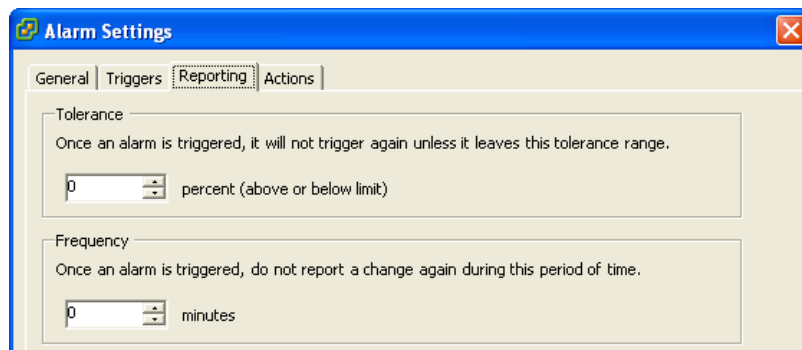 Alarm Settings
General Triggers Reporting Actions
Tolerance
Once an alarm is triggered, it will not trigger again unless it leaves this tolerance range.
0 percent (above or below limit)
Frequency
Once an alarm is triggered, do not report a change again during this period of time.
0 minutes